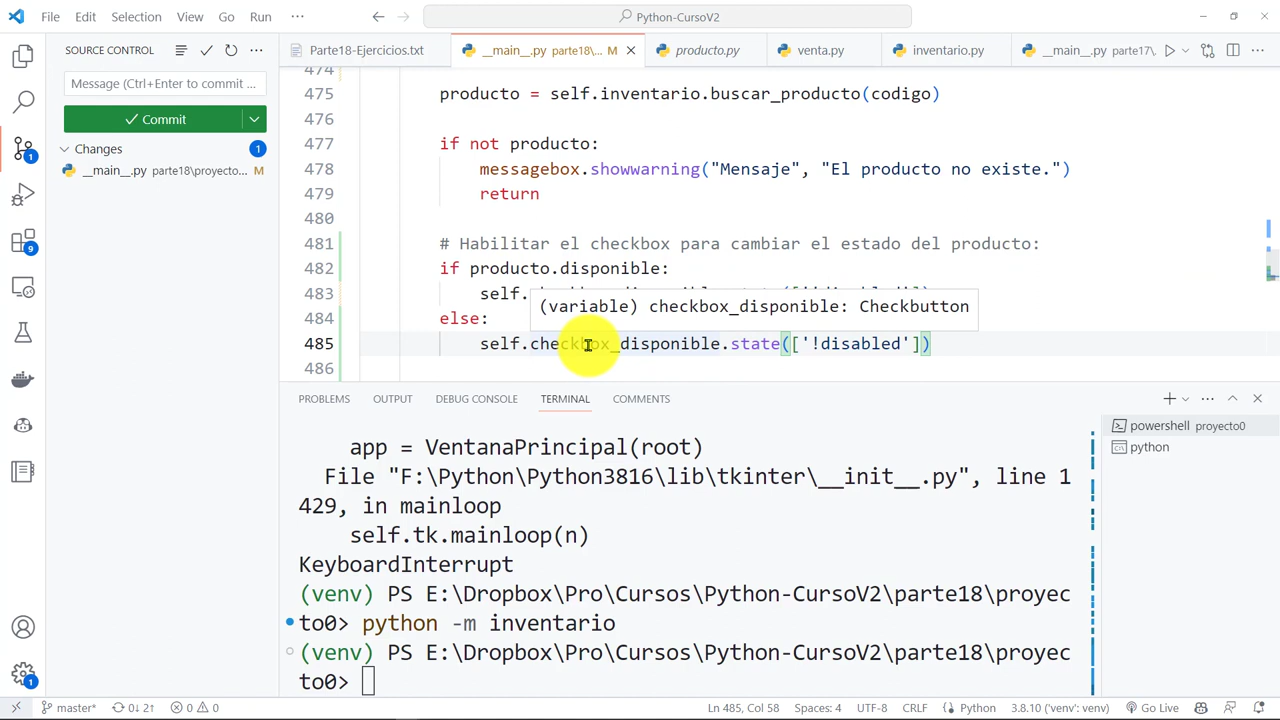 File Edit Selection View Go Run ···
Python-CursoV2
SOURCE CONTROL
Message (Ctrl+Enter to commit ...
Commit
Changes 1
__main__.py parte18\proyecto... M
1
9
1
Parte18-Ejercicios.txt
__main__.py parte18\... M
producto.py
venta.py
inventario.py
__main__.py parte17\.
474
475 producto = self.inventario.buscar_producto(codigo)
476
477 if not producto:
478 messagebox.showwarning("Mensaje", "El producto no existe.")
479 return
480
481 # Habilitar el checkbox para cambiar el estado del producto:
482 if producto.disponible:
483 self.
(variable) checkbox_disponible: Checkbutton
484 else:
485 self.checkbox_disponible.state(['!disabled'])
486
PROBLEMS OUTPUT DEBUG CONSOLE TERMINAL COMMENTS
app = VentanaPrincipal(root)
File "F:\Python\Python3816\lib\tkinter\__init__.py", line 1
429, in mainloop
self.tk.mainloop(n)
KeyboardInterrupt
(venv) PS E:\Dropbox\Pro\Cursos\Python-CursoV2\parte18\proyec
to0> python -m inventario
(venv) PS E:\Dropbox\Pro\Cursos\Python-CursoV2\parte18\proyec
to0>
powershell proyecto0
python
master* 0↓ 2↑ 0 0
Ln 485, Col 58 Spaces: 4 UTF-8 CRLF Python 3.8.10 ('venv': venv) Go Live